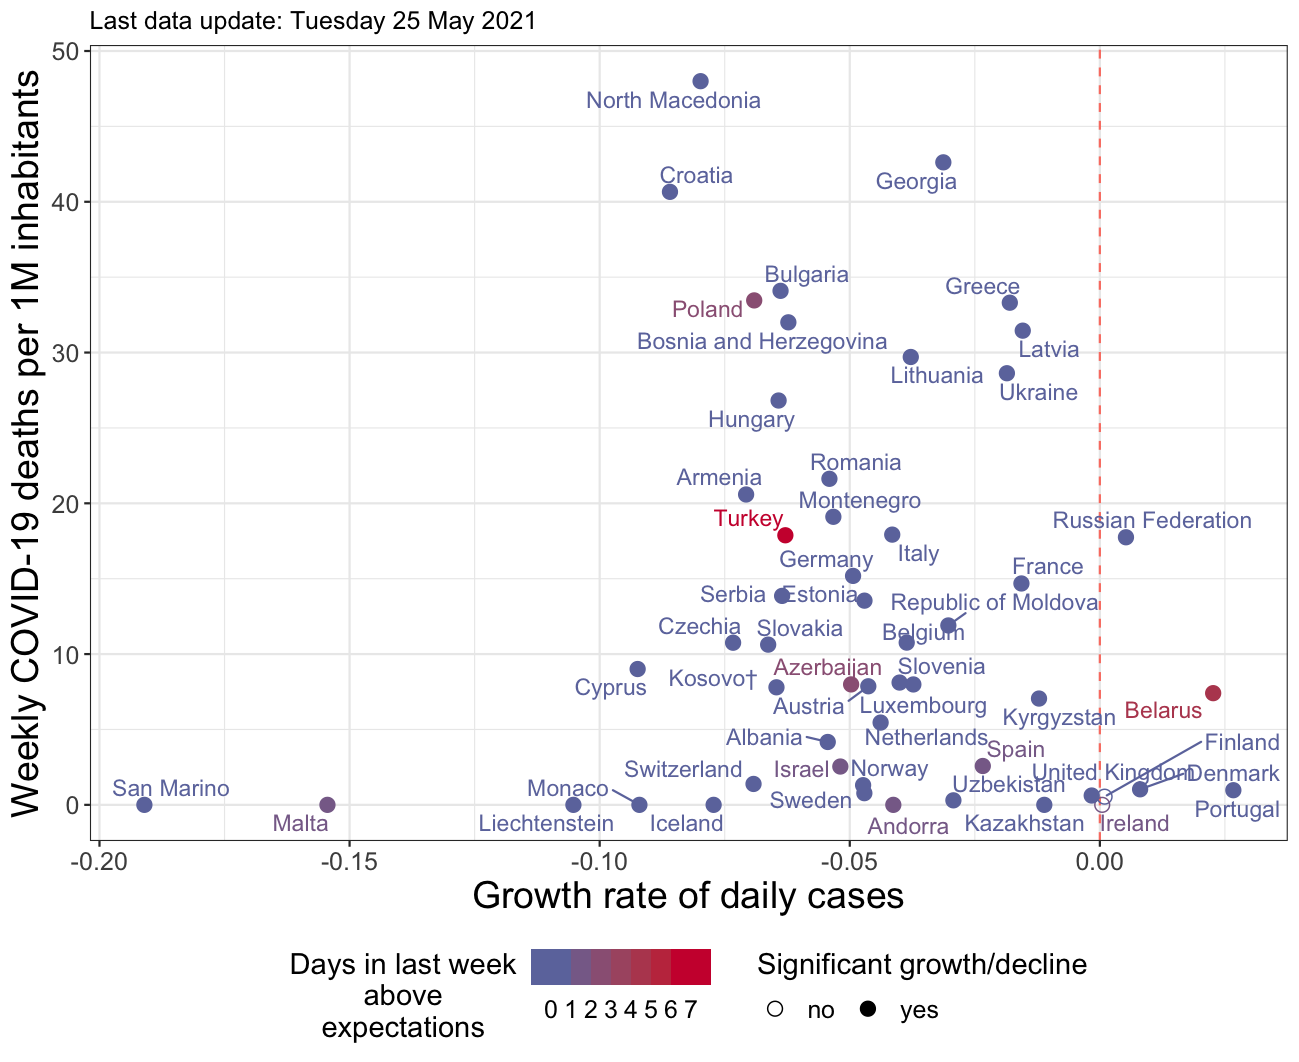 Last data update: Tuesday 25 May 2021
Weekly COVID-19 deaths per 1M inhabitants
50
40
30
20
10
0
North Macedonia
Georgia
Croatia
Bulgaria
Greece
Poland
Bosnia and Herzegovina
Latvia
Lithuania
Ukraine
Hungary
Romania
Armenia
Montenegro
Turkey
Russian Federation
Italy
Germany
France
Serbia
Estonia
Republic of Moldova
Czechia
Slovakia
Belgium
Azerbaijan
Slovenia
Kosovo†
Cyprus
Austria
Luxembourg
Kyrgyzstan
Belarus
Albania
Netherlands
Finland
Spain
Switzerland
Israel
Norway
United Kingdom
Denmark
San Marino
Monaco
Uzbekistan
Sweden
Portugal
Malta
Liechtenstein
Iceland
Andorra
Kazakhstan
Ireland
-0.20 -0.15 -0.10 -0.05 0.00
Growth rate of daily cases
Days in last week
above
expectations
0 1 2 3 4 5 6 7
Significant growth/decline
no yes